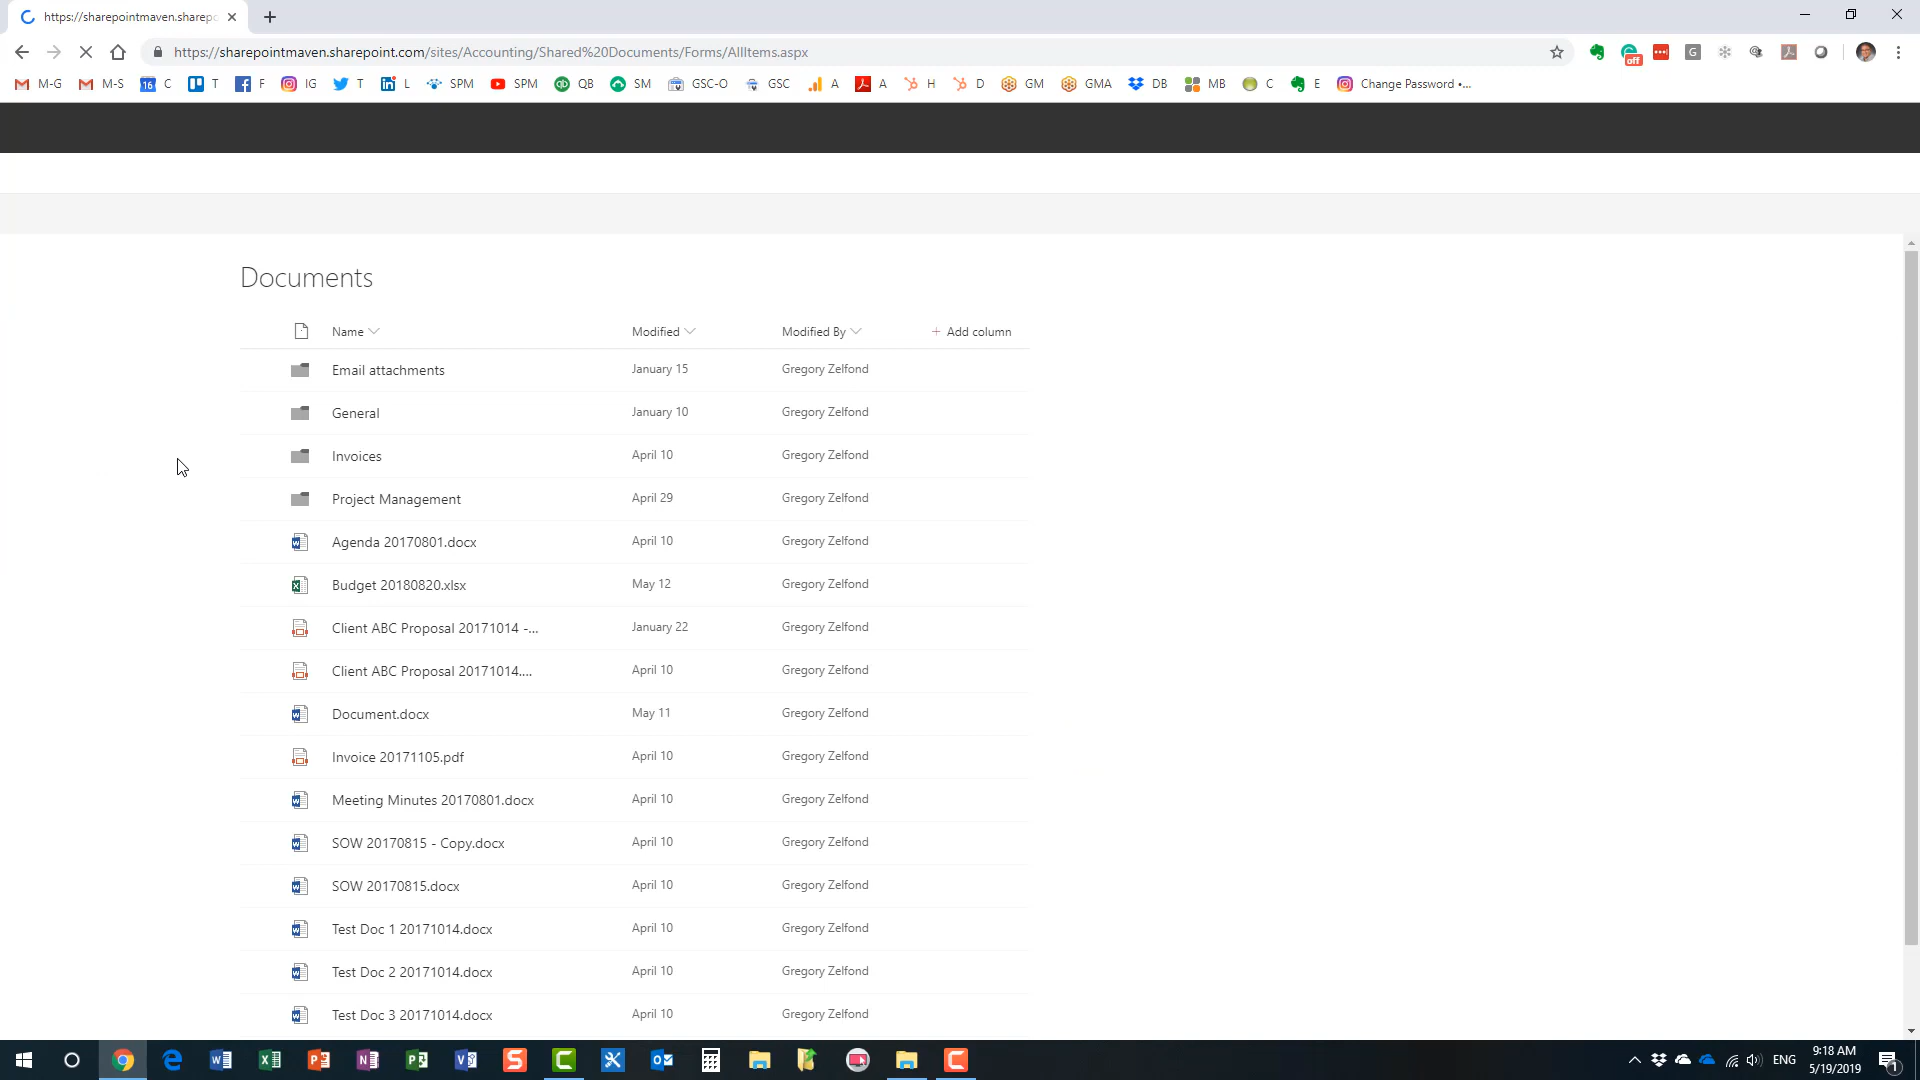 https://sharepointmaven.sharepo
https://sharepointmaven.sharepoint.com/sites/Accounting/Shared%20Documents/Forms/AllItems.aspx
off
G
M-G
M-S
16 C
T
F
IG
T
L
SPM
SPM
QB
SM
GSC-O
GSC
A
A
H
D
GM
GMA
DB
MB
C
E
Change Password •...
Documents
Name Modified Modified By + Add column
Email attachments January 15 Gregory Zelfond
General January 10 Gregory Zelfond
Invoices April 10 Gregory Zelfond
Project Management April 29 Gregory Zelfond
Agenda 20170801.docx April 10 Gregory Zelfond
Budget 20180820.xlsx May 12 Gregory Zelfond
Client ABC Proposal 20171014 -... January 22 Gregory Zelfond
Client ABC Proposal 20171014.... April 10 Gregory Zelfond
Document.docx May 11 Gregory Zelfond
Invoice 20171105.pdf April 10 Gregory Zelfond
Meeting Minutes 20170801.docx April 10 Gregory Zelfond
SOW 20170815 - Copy.docx April 10 Gregory Zelfond
SOW 20170815.docx April 10 Gregory Zelfond
Test Doc 1 20171014.docx April 10 Gregory Zelfond
Test Doc 2 20171014.docx April 10 Gregory Zelfond
Test Doc 3 20171014.docx April 10 Gregory Zelfond
ENG
9:18 AM
5/19/2019
1